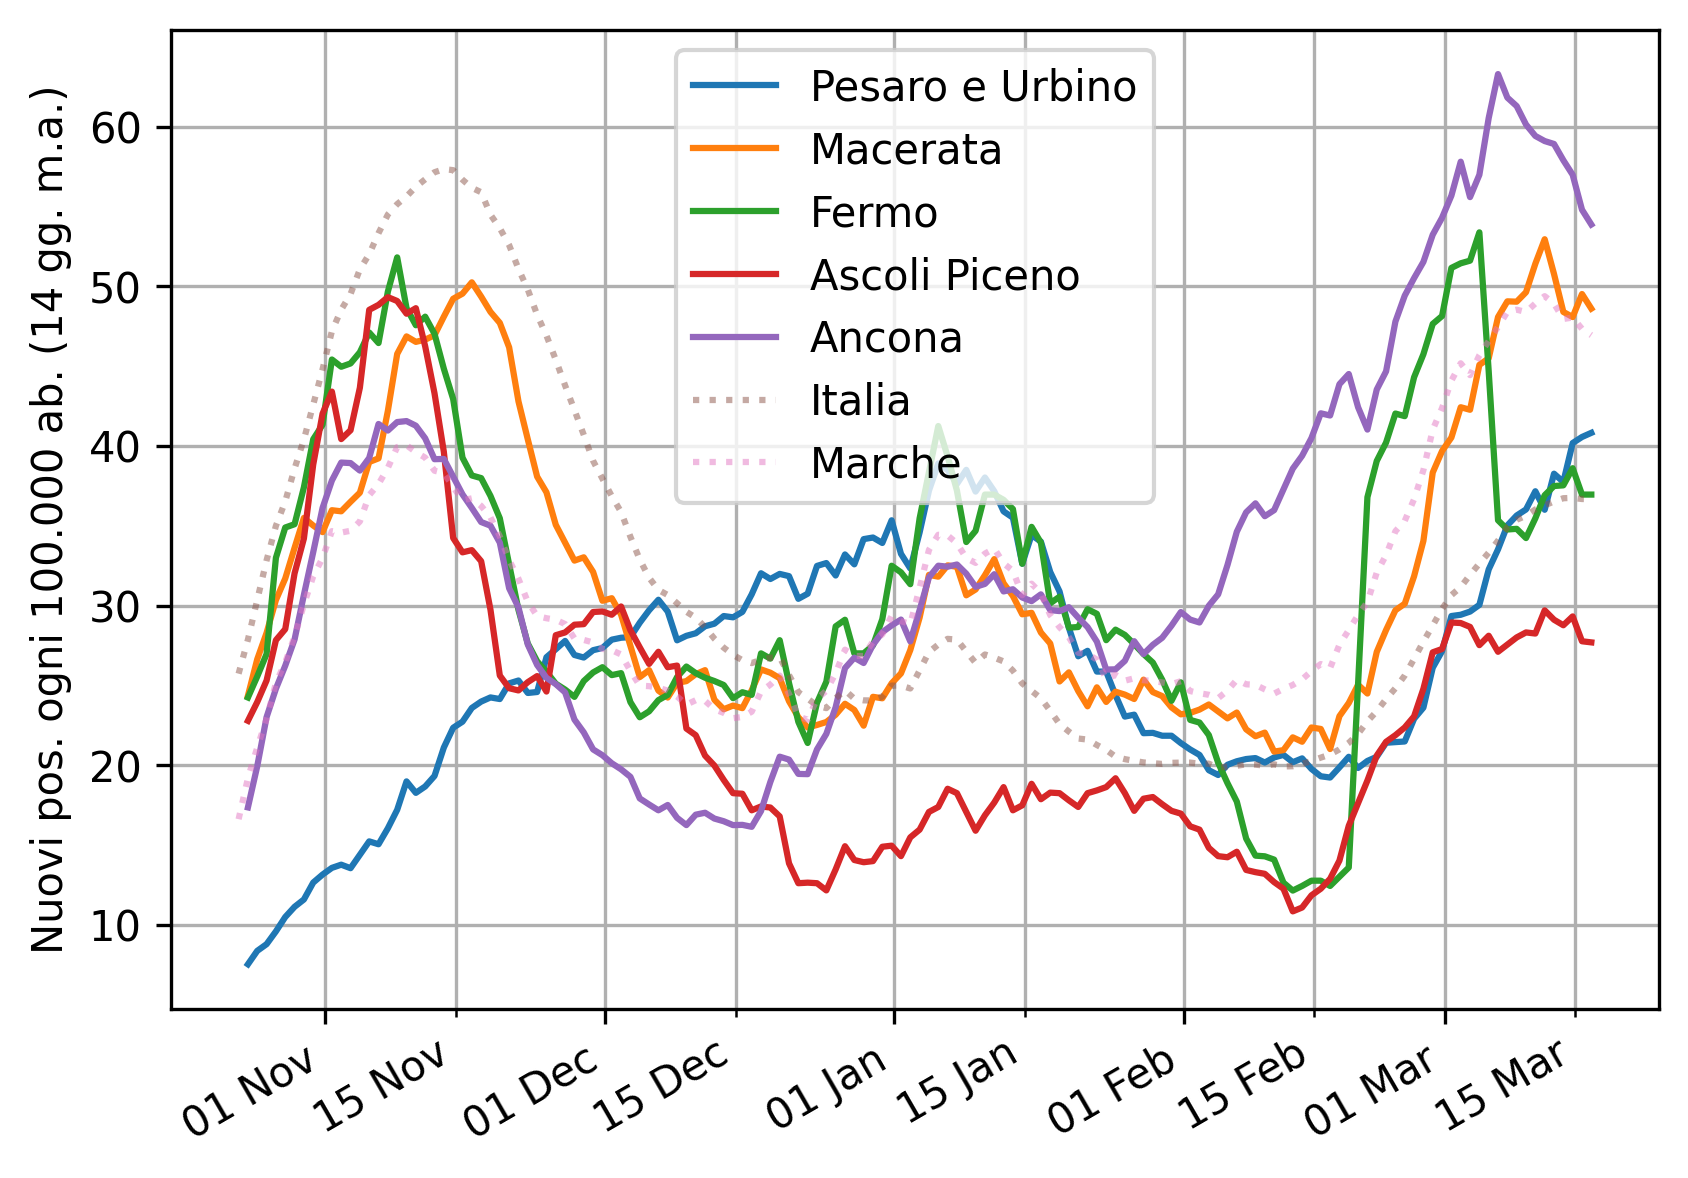 Nuovi pos. ogni 100.000 ab. (14 gg. m.a.)
60
50
40
30
20
10
Pesaro e Urbino
Macerata
Fermo
Ascoli Piceno
Ancona
Italia
Marche
01 Nov
15 Nov
01 Dec
15 Dec
01 Jan
15 Jan
01 Feb
15 Feb
01 Mar
15 Mar